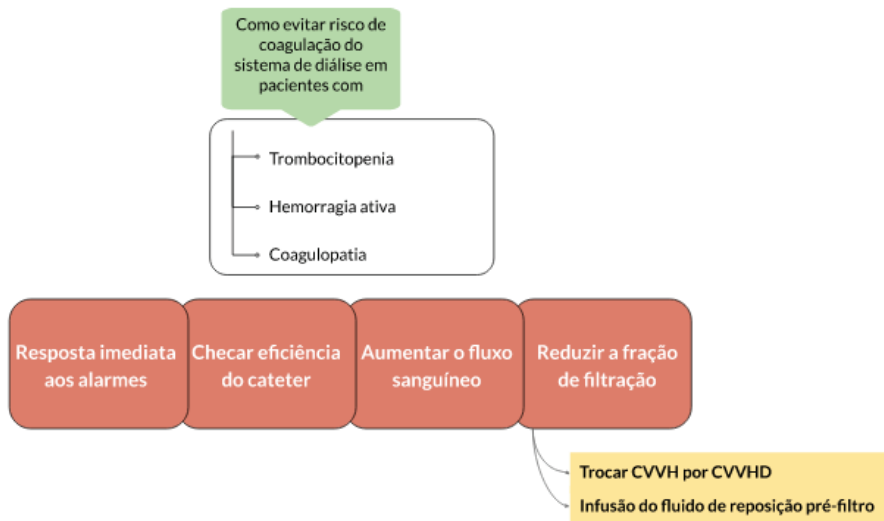 Como evitar risco de
coagulação do
sistema de diálise em
pacientes com
Trombocitopenia
Hemorragia ativa
Coagulopatia
Resposta imediata
aos alarmes
Checar eficiência
do cateter
Aumentar o fluxo
sanguíneo
Reduzir a fração
de filtração
Trocar CVVH por CVVHD
Infusão do fluido de reposição pré-filtro